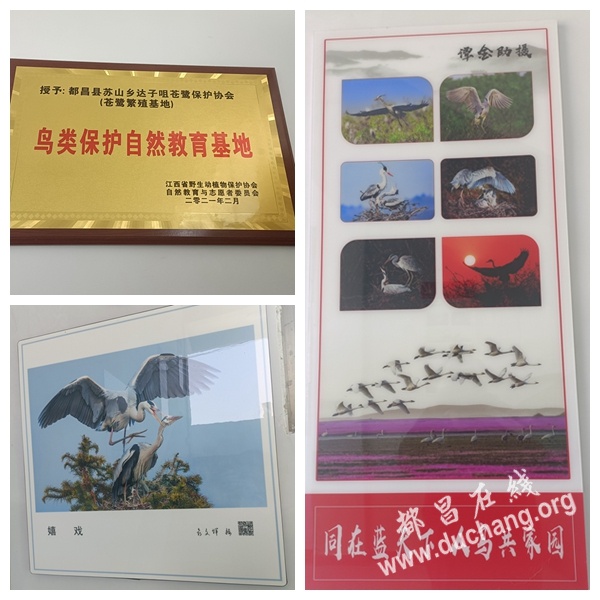 授予：都昌县苏山乡达子咀苍鹭保护协会
(苍鹭繁殖基地)
鸟类保护自然教育基地
江西省野生动植物保护协会
自然教育与志愿者委员会
二零二一年二月
嬉 戏
谭金助摄
同在蓝天下 人鸟共家园
都昌在线
www.duchang.org